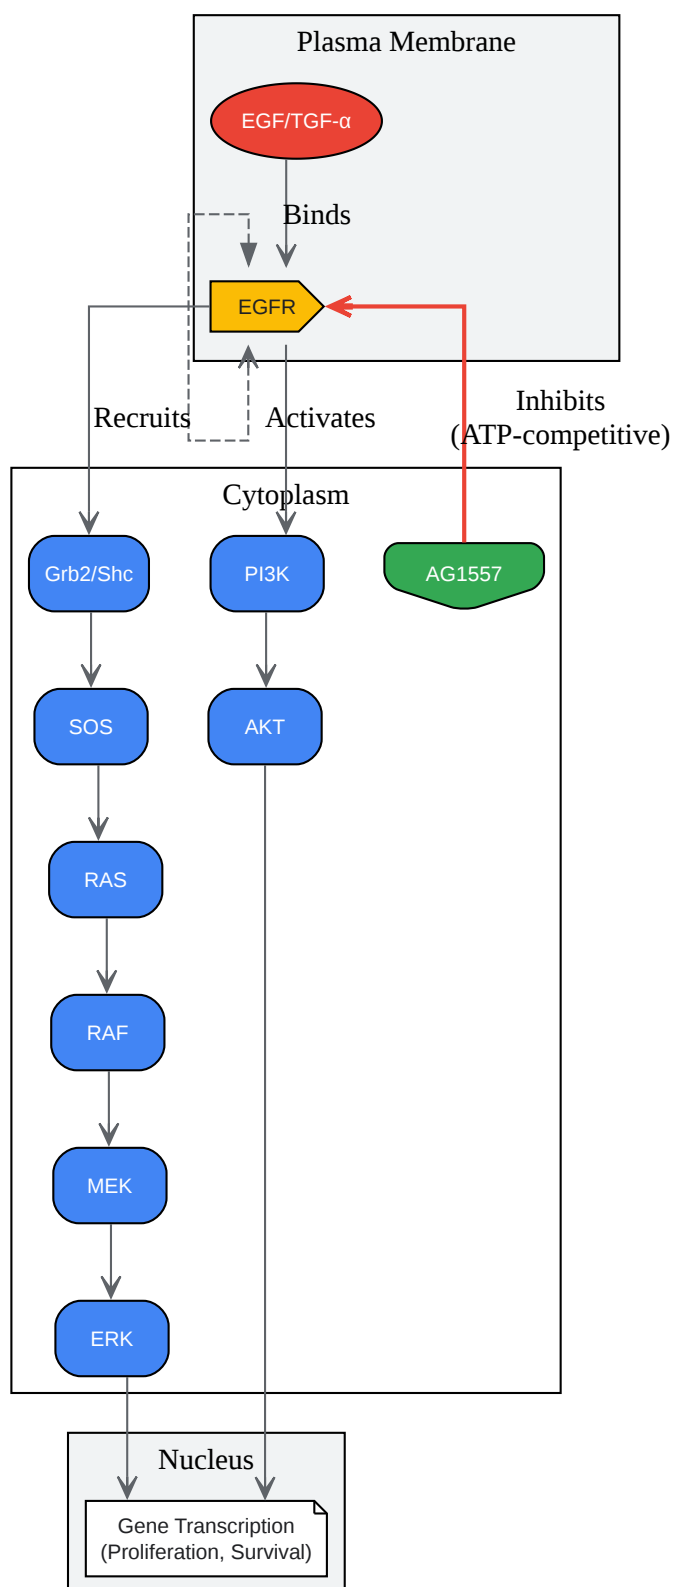 Plasma Membrane
EGF/TGF-α
Binds
EGFR
Recruits
Activates
Inhibits
(ATP-competitive)
Cytoplasm
Grb2/Shc
PI3K
AG1557
SOS
AKT
RAS
RAF
MEK
ERK
Nucleus
Gene Transcription
(Proliferation, Survival)